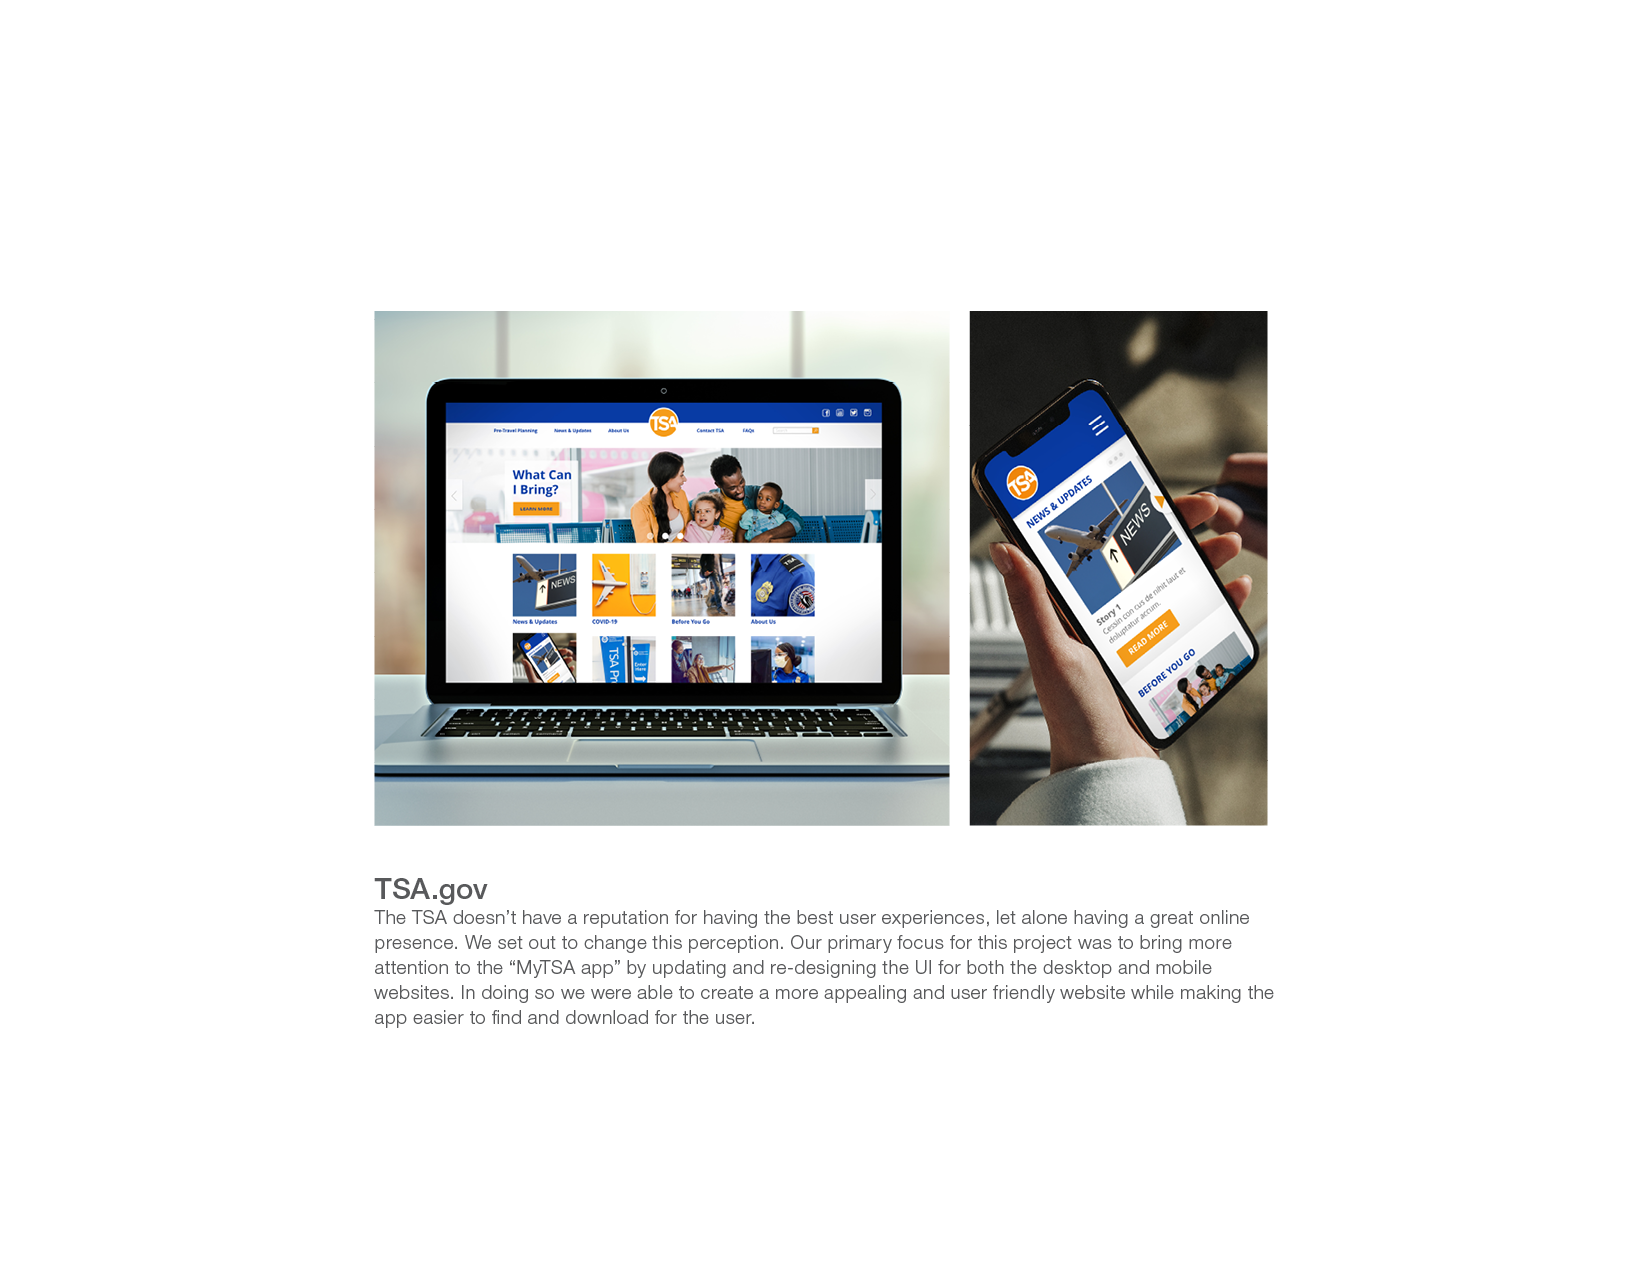 TSA
Pre-Travel Planning
News & Updates
About Us
Contact TSA
FAQs
What Can
I Bring?
LEARN MORE
NEWS
News & Updates
COVID-19
Before You Go
TSA
About Us
TSA Pr
Enter
Here
TSA
NEWS & UPDATES
NEWS
Story 1
Cessin con cus de nihit laut et
doluptatur accum.
READ MORE
BEFORE YOU GO
TSA.gov
The TSA doesn’t have a reputation for having the best user experiences, let alone having a great online
presence. We set out to change this perception. Our primary focus for this project was to bring more
attention to the “MyTSA app” by updating and re-designing the UI for both the desktop and mobile
websites. In doing so we were able to create a more appealing and user friendly website while making the
app easier to find and download for the user.